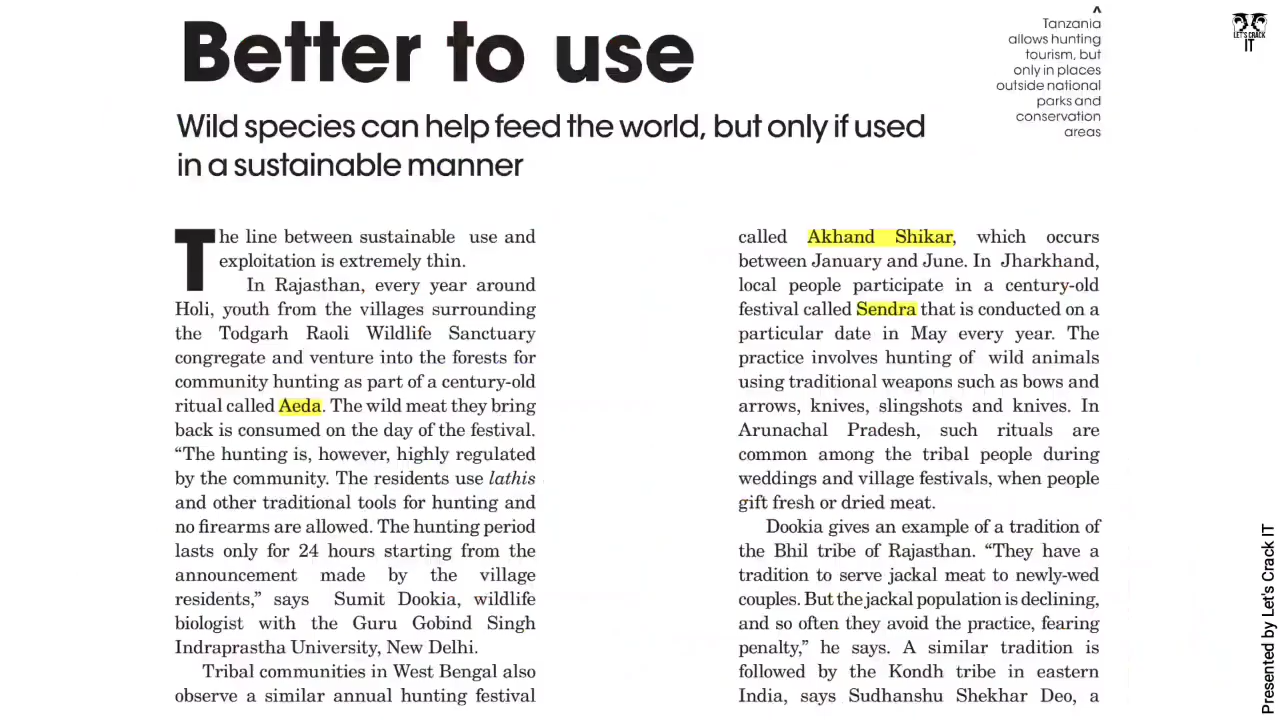 Better to use
Wild species can help feed the world, but only if used
in a sustainable manner
^
Tanzania
allows hunting
tourism, but
only in places
outside national
parks and
conservation
areas
LET'S CRACK
IT
The line between sustainable use and
exploitation is extremely thin.
In Rajasthan, every year around
Holi, youth from the villages surrounding
the Todgarh Raoli Wildlife Sanctuary
congregate and venture into the forests for
community hunting as part of a century-old
ritual called Aeda. The wild meat they bring
back is consumed on the day of the festival.
“The hunting is, however, highly regulated
by the community. The residents use lathis
and other traditional tools for hunting and
no firearms are allowed. The hunting period
lasts only for 24 hours starting from the
announcement made by the village
residents,” says Sumit Dookia, wildlife
biologist with the Guru Gobind Singh
Indraprastha University, New Delhi.
Tribal communities in West Bengal also
observe a similar annual hunting festival
called Akhand Shikar, which occurs
between January and June. In Jharkhand,
local people participate in a century-old
festival called Sendra that is conducted on a
particular date in May every year. The
practice involves hunting of wild animals
using traditional weapons such as bows and
arrows, knives, slingshots and knives. In
Arunachal Pradesh, such rituals are
common among the tribal people during
weddings and village festivals, when people
gift fresh or dried meat.
Dookia gives an example of a tradition of
the Bhil tribe of Rajasthan. “They have a
tradition to serve jackal meat to newly-wed
couples. But the jackal population is declining,
and so often they avoid the practice, fearing
penalty,” he says. A similar tradition is
followed by the Kondh tribe in eastern
India, says Sudhanshu Shekhar Deo, a
Presented by Let's Crack IT